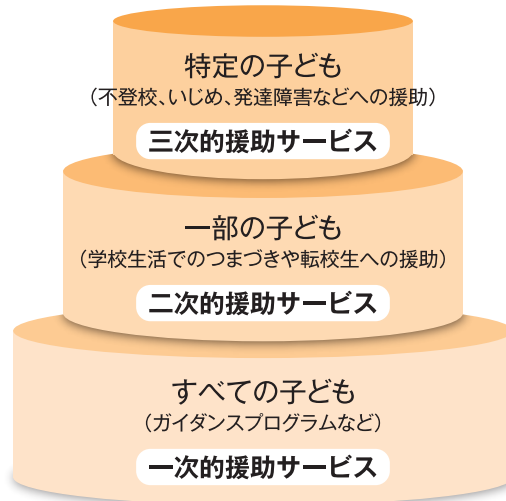 特定の子ども
（不登校、いじめ、発達障害などへの援助）
三次的援助サービス
一部の子ども
（学校生活でのつまづきや転校生への援助）
二次的援助サービス
すべての子ども
（ガイダンスプログラムなど）
一次的援助サービス